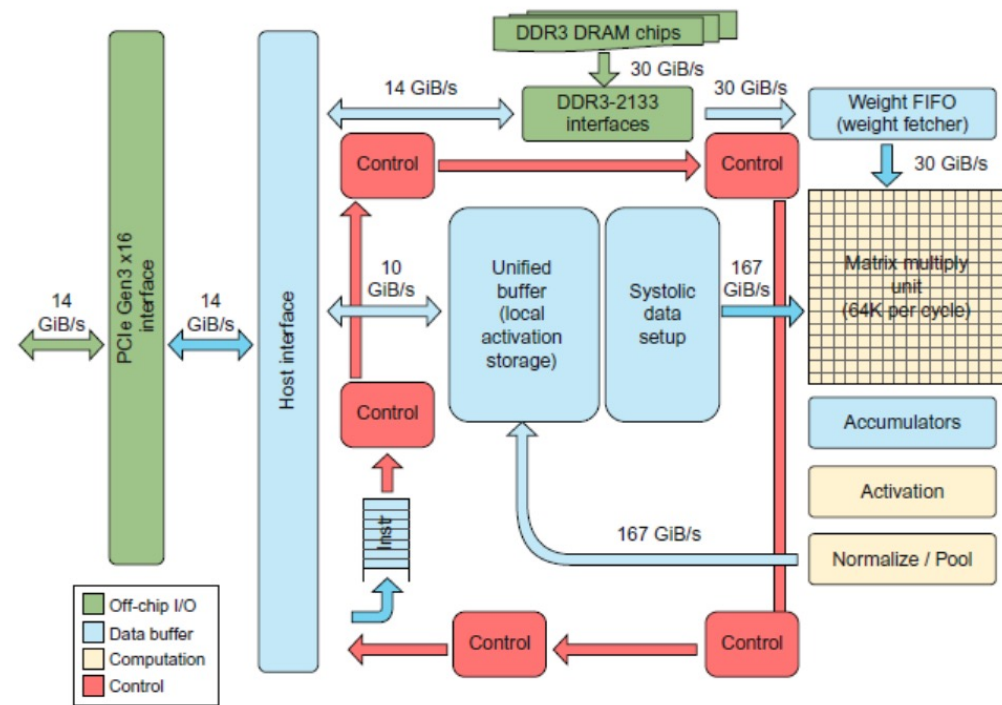 DDR3 DRAM chips
30 GiB/s
14 GiB/s
DDR3-2133
interfaces
30 GiB/s
Weight FIFO
(weight fetcher)
30 GiB/s
Control
Control
Matrix multiply
unit
(64K per cycle)
10
GiB/s
Unified
buffer
(local
activation
storage)
Systolic
data
setup
167
GiB/s
14
GiB/s
PCIe Gen3 x16
interface
14
GiB/s
Host interface
Control
Accumulators
Activation
Instr
167 GiB/s
Normalize / Pool
Control
Control
Off-chip I/O
Data buffer
Computation
Control